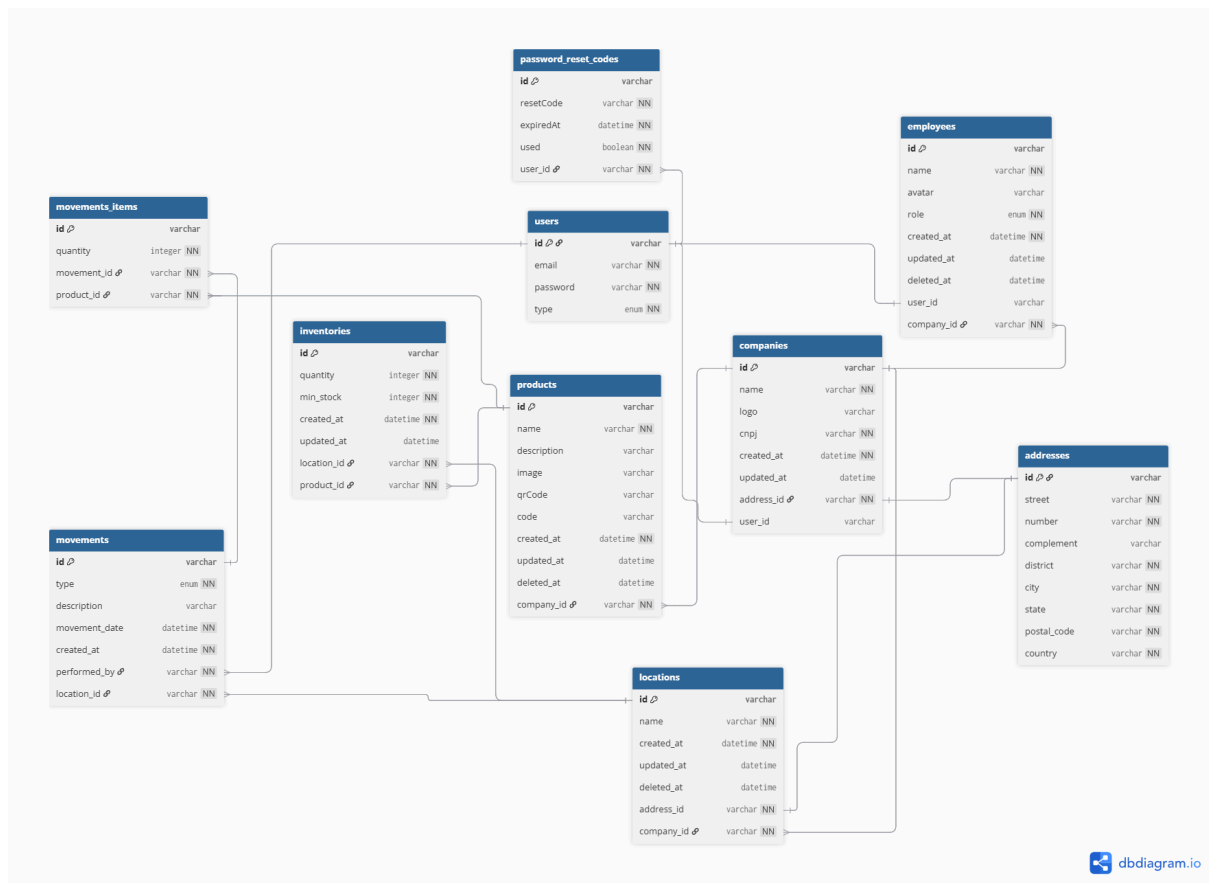 password_reset_codes
id varchar
resetCode varchar NN
expiredAt datetime NN
used boolean NN
user_id varchar NN
employees
id varchar
name varchar NN
avatar varchar
role enum NN
created_at datetime NN
updated_at datetime
deleted_at datetime
user_id varchar
company_id varchar NN
movements_items
id varchar
quantity integer NN
movement_id varchar NN
product_id varchar NN
users
id varchar
email varchar NN
password varchar NN
type enum NN
inventories
id varchar
quantity integer NN
min_stock integer NN
created_at datetime NN
updated_at datetime
location_id varchar NN
product_id varchar NN
companies
id varchar
name varchar NN
logo varchar
cnpj varchar NN
created_at datetime NN
updated_at datetime
address_id varchar NN
user_id varchar
products
id varchar
name varchar NN
description varchar
image varchar
qrCode varchar
code varchar
created_at datetime NN
updated_at datetime
deleted_at datetime
company_id varchar NN
addresses
id varchar
street varchar NN
number varchar NN
complement varchar
district varchar NN
city varchar NN
state varchar NN
postal_code varchar NN
country varchar NN
movements
id varchar
type enum NN
description varchar
movement_date datetime NN
created_at datetime NN
performed_by varchar NN
location_id varchar NN
locations
id varchar
name varchar NN
created_at datetime NN
updated_at datetime
deleted_at datetime
address_id varchar NN
company_id varchar NN
dbdiagram.io